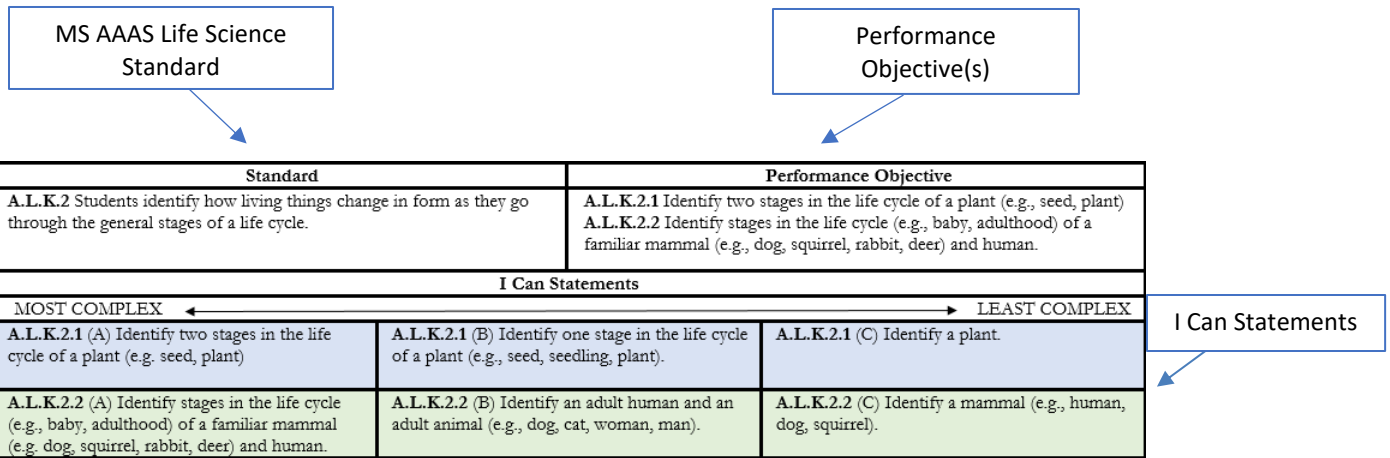 MS AAAS Life Science
Standard
Performance
Objective(s)
Standard
Performance Objective
A.L.K.2 Students identify how living things change in form as they go
through the general stages of a life cycle.
A.L.K.2.1 Identify two stages in the life cycle of a plant (e.g., seed, plant)
A.L.K.2.2 Identify stages in the life cycle (e.g., baby, adulthood) of a
familiar mammal (e.g., dog, squirrel, rabbit, deer) and human.
I Can Statements
MOST COMPLEX
LEAST COMPLEX
I Can Statements
A.L.K.2.1 (A) Identify two stages in the life
cycle of a plant (e.g. seed, plant)
A.L.K.2.1 (B) Identify one stage in the life cycle
of a plant (e.g., seed, seedling, plant).
A.L.K.2.1 (C) Identify a plant.
A.L.K.2.2 (A) Identify stages in the life cycle
(e.g., baby, adulthood) of a familiar mammal
(e.g. dog, squirrel, rabbit, deer) and human.
A.L.K.2.2 (B) Identify an adult human and an
adult animal (e.g., dog, cat, woman, man).
A.L.K.2.2 (C) Identify a mammal (e.g., human,
dog, squirrel).